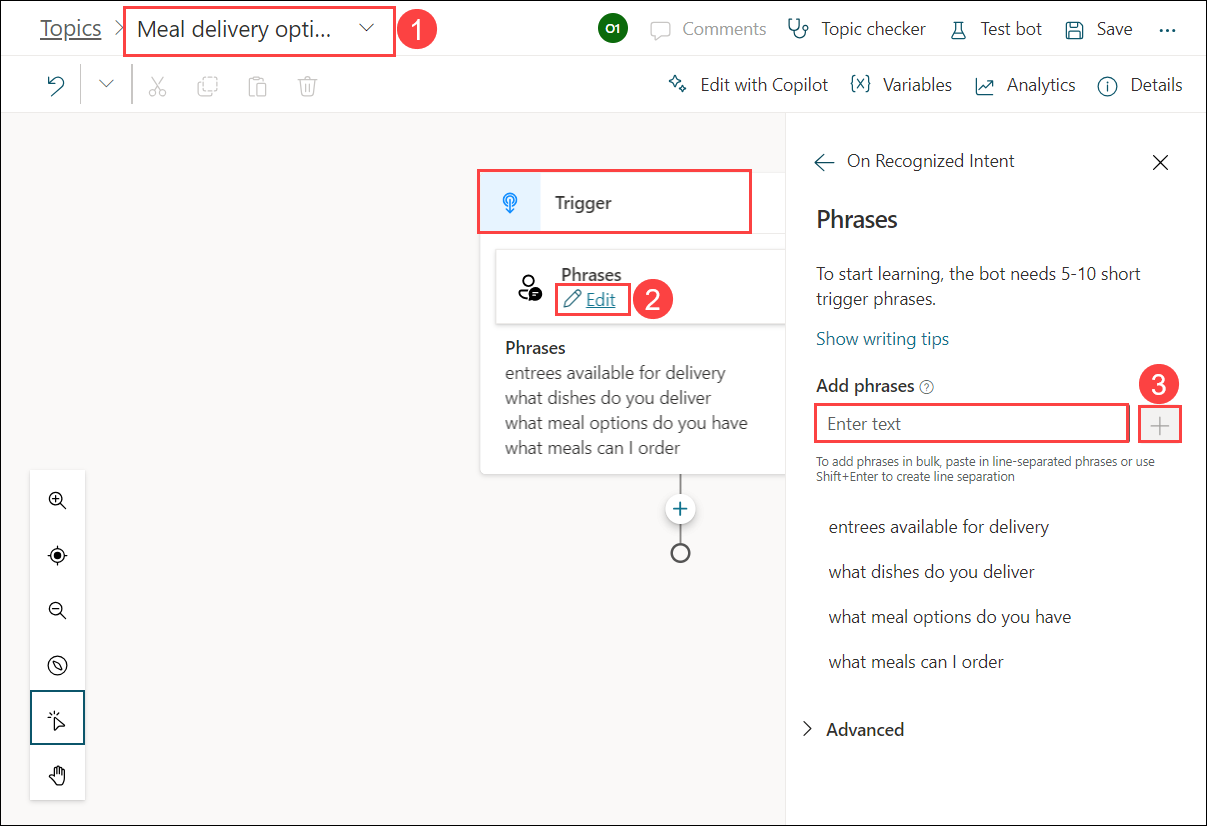 Topics
Meal delivery opti...
1
O1
Comments
Topic checker
Test bot
Save
...
Edit with Copilot
{x} Variables
Analytics
Details
Trigger
Phrases
Edit
2
Phrases
entrees available for delivery
what dishes do you deliver
what meal options do you have
what meals can I order
On Recognized Intent
Phrases
To start learning, the bot needs 5-10 short
trigger phrases.
Show writing tips
Add phrases
3
Enter text
To add phrases in bulk, paste in line-separated phrases or use
Shift+Enter to create line separation
entrees available for delivery
what dishes do you deliver
what meal options do you have
what meals can I order
Advanced